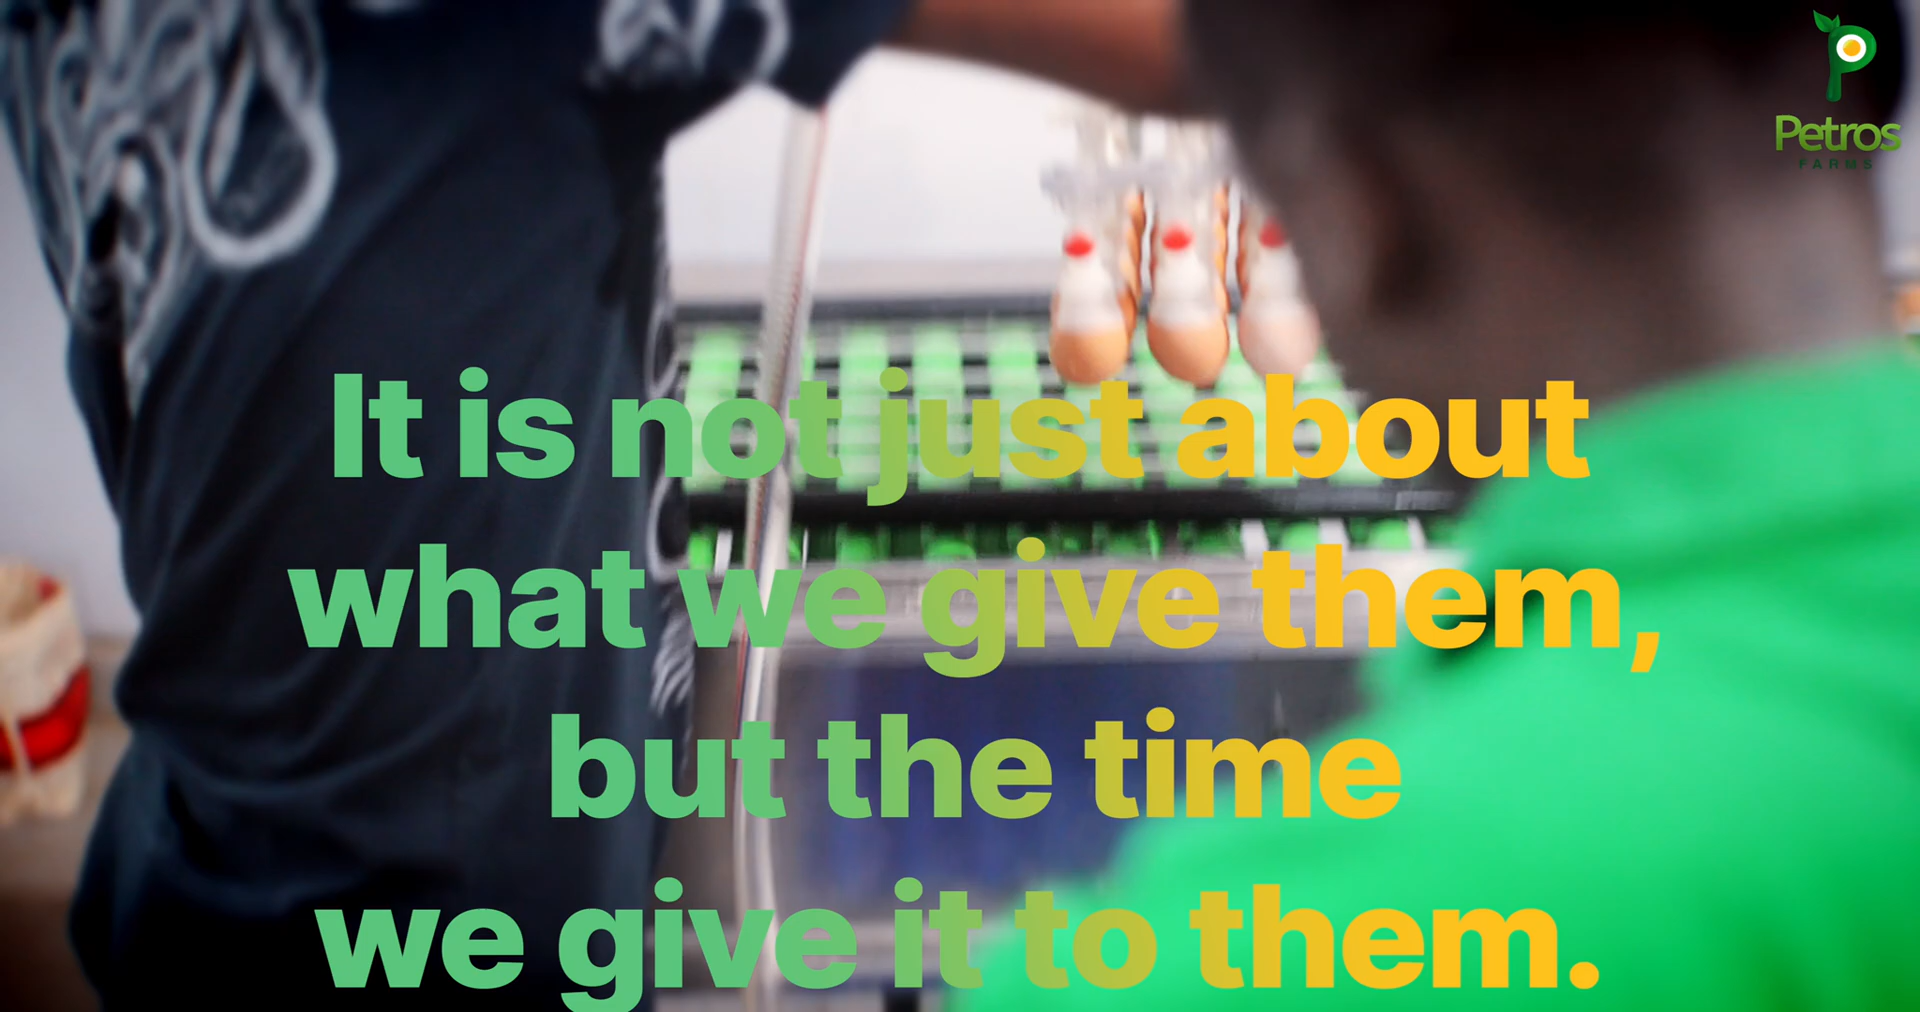 Petros
FARMS
It is not just about
what we give them,
but the time
we give it to them.